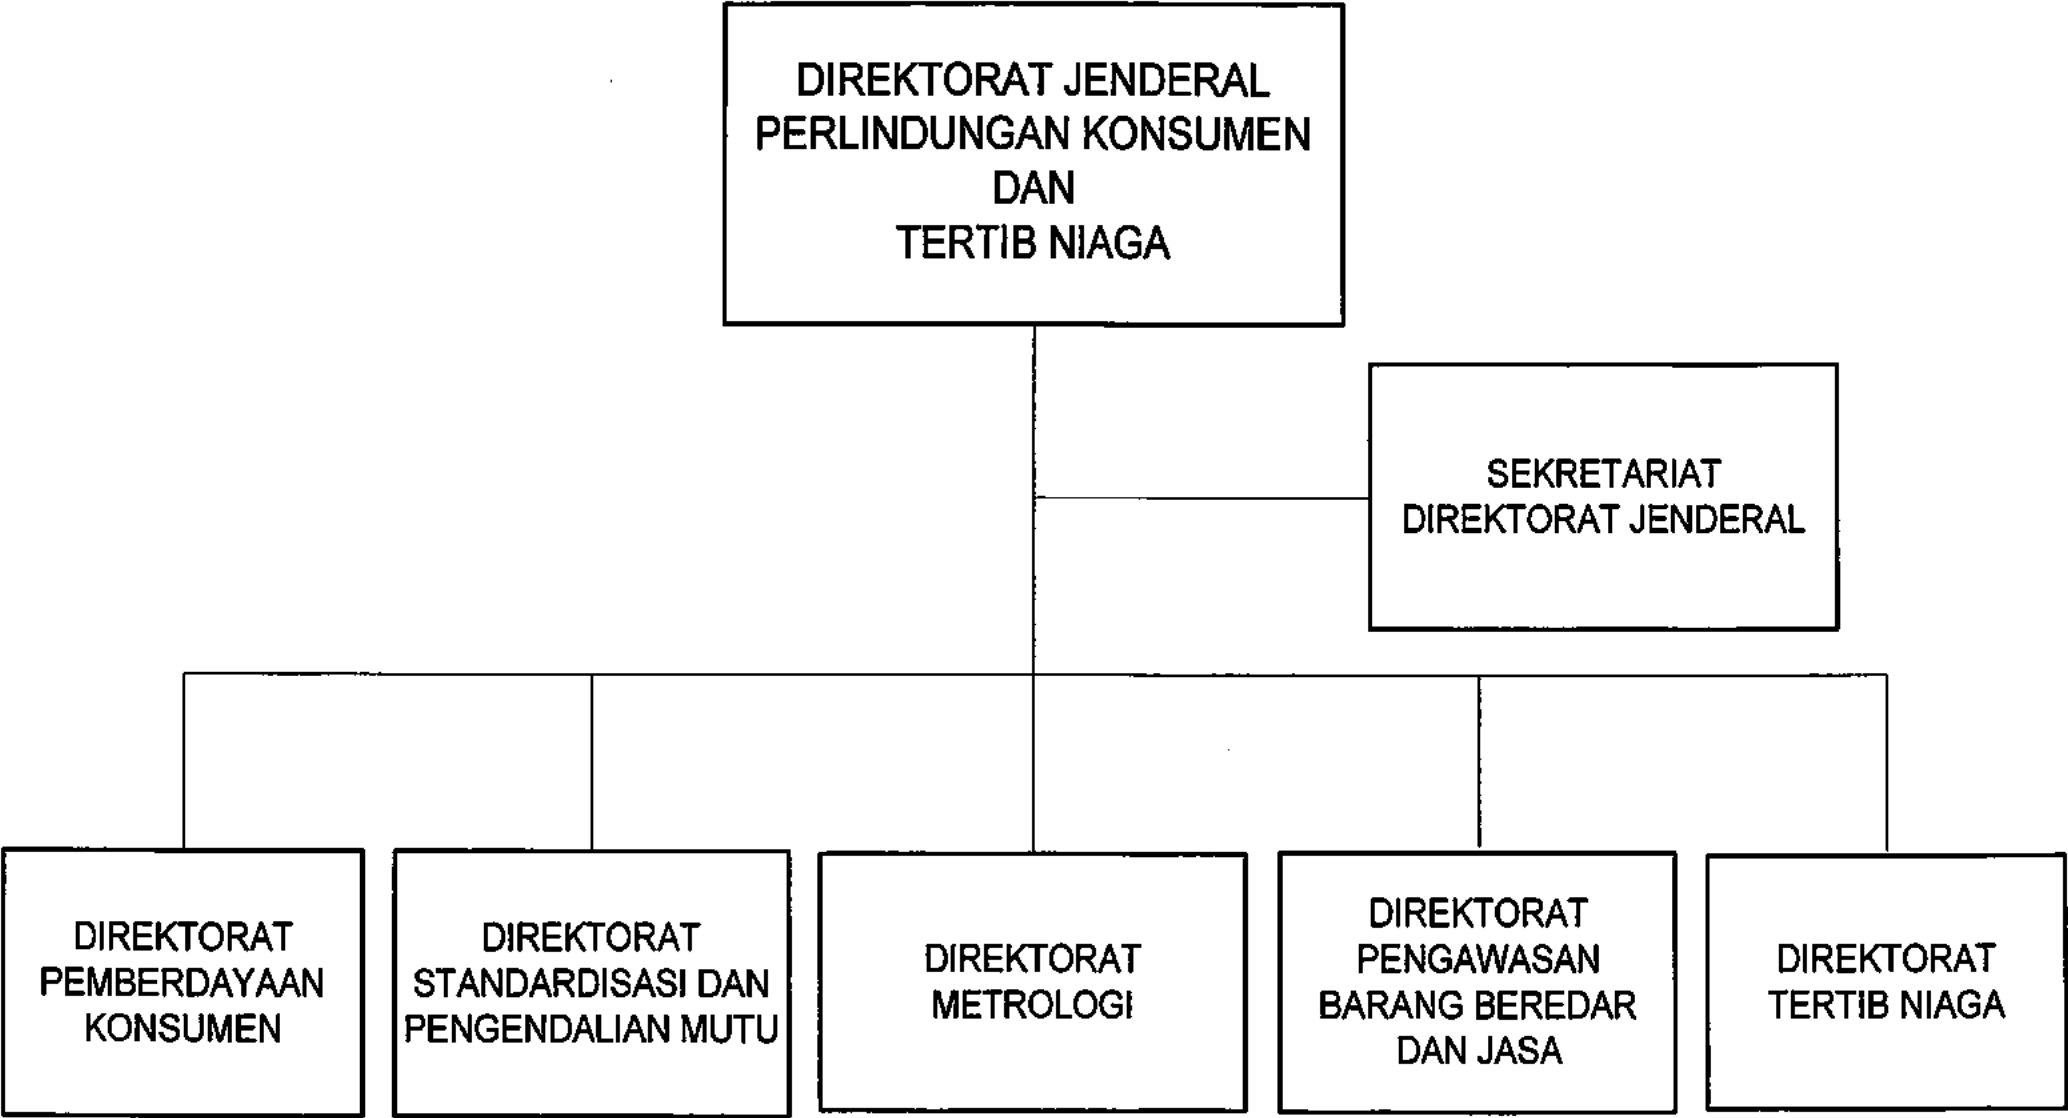 DIREKTORAT JENDERAL
PERLINDUNGAN KONSUMEN
DAN
TERTIB NIAGA
SEKRETARIAT
DIREKTORAT JENDERAL
DIREKTORAT
PEMBERDAYAAN
KONSUMEN
DIREKTORAT
STANDARDISASI DAN
PENGENDALIAN MUTU
DIREKTORAT
METROLOGI
DIREKTORAT
PENGAWASAN
BARANG BEREDAR
DAN JASA
DIREKTORAT
TERTIB NIAGA